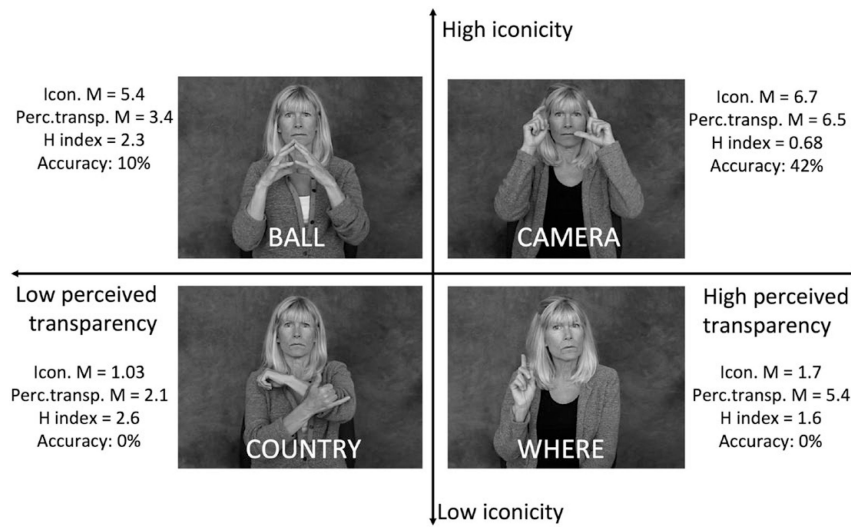 High iconicity
Icon. M = 5.4
Perc.transp. M = 3.4
H index = 2.3
Accuracy: 10%
BALL
CAMERA
Icon. M = 6.7
Perc.transp. M = 6.5
H index = 0.68
Accuracy: 42%
Low perceived
transparency
High perceived
transparency
Icon. M = 1.03
Perc.transp. M = 2.1
H index = 2.6
Accuracy: 0%
COUNTRY
WHERE
Icon. M = 1.7
Perc.transp. M = 5.4
H index = 1.6
Accuracy: 0%
Low iconicity